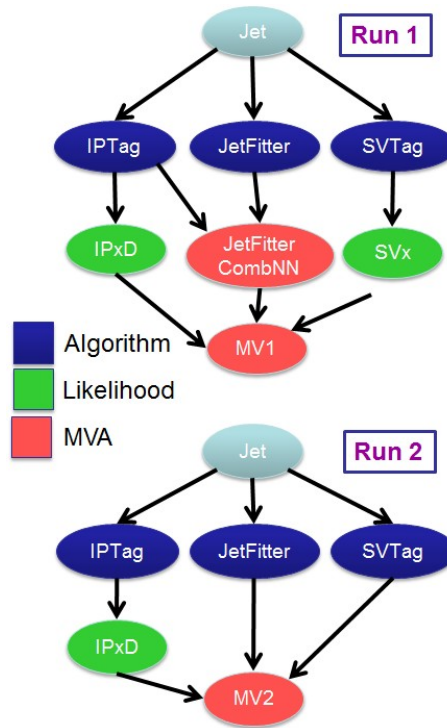 Jet
Run 1
IPTag
JetFitter
SVTag
IPxD
JetFitter
CombNN
SVx
MV1
Algorithm
Likelihood
MVA
Jet
Run 2
IPTag
JetFitter
SVTag
IPxD
MV2